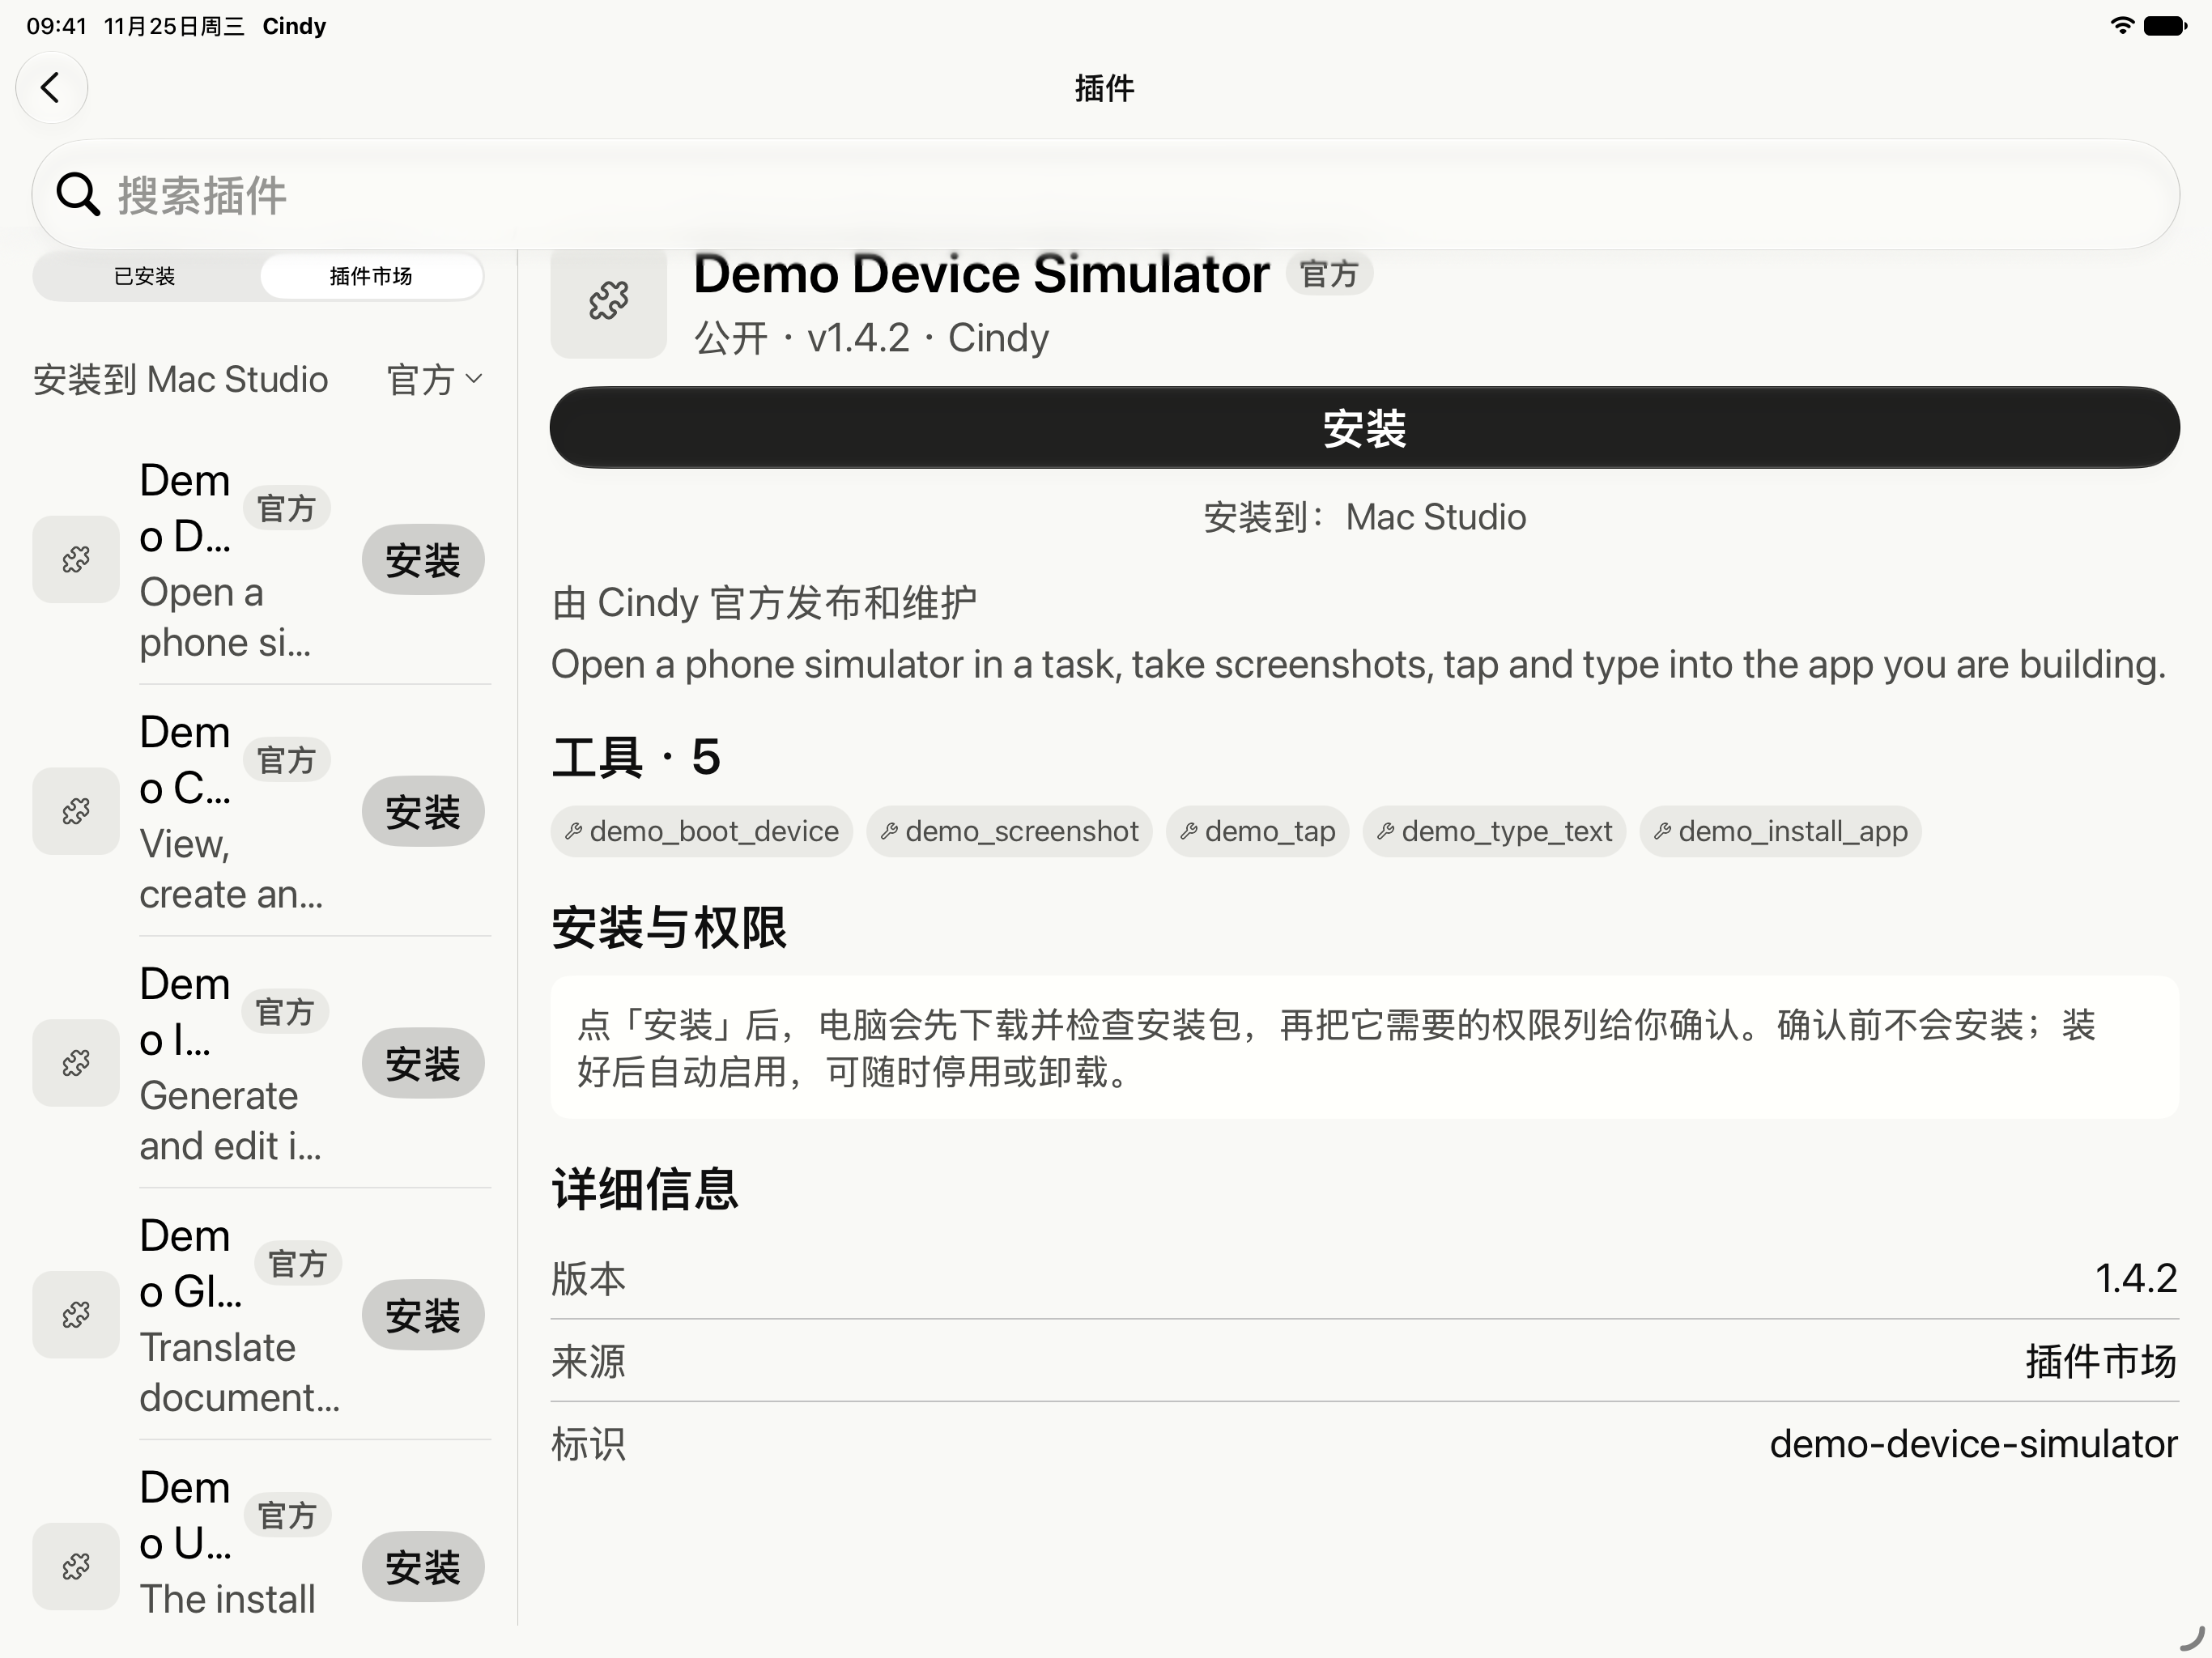 09:41 11月25日周三 Cindy
插件
搜索插件
已安装 插件市场
安装到 Mac Studio 官方
Dem
o D... 官方
Open a
phone si...
安装
Dem
o C... 官方
View,
create an...
安装
Dem
o I... 官方
Generate
and edit i...
安装
Dem
o Gl... 官方
Translate
document...
安装
Dem
o U... 官方
The install
安装
Demo Device Simulator 官方
公开 · v1.4.2 · Cindy
安装
安装到： Mac Studio
由 Cindy 官方发布和维护
Open a phone simulator in a task, take screenshots, tap and type into the app you are building.
工具 · 5
demo_boot_device demo_screenshot demo_tap demo_type_text demo_install_app
安装与权限
点「安装」后，电脑会先下载并检查安装包，再把它需要的权限列给你确认。确认前不会安装；装
好后自动启用，可随时停用或卸载。
详细信息
版本 1.4.2
来源 插件市场
标识 demo-device-simulator